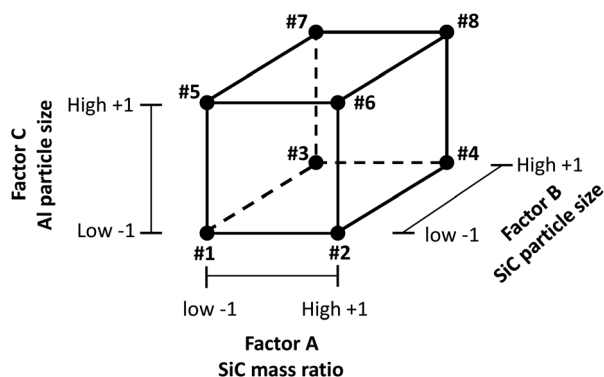 #7
#8
#5
High +1
#6
Factor C
Al particle size
#3
#4
High +1
Low -1
low -1
Factor B
SiC particle size
#1
#2
low -1
High +1
Factor A
SiC mass ratio